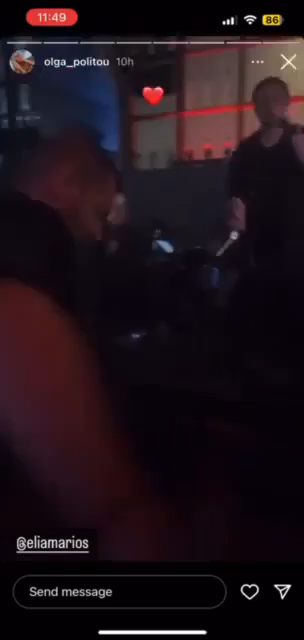 11:49
86
olga_politou 10h
@eliamarios
Send message